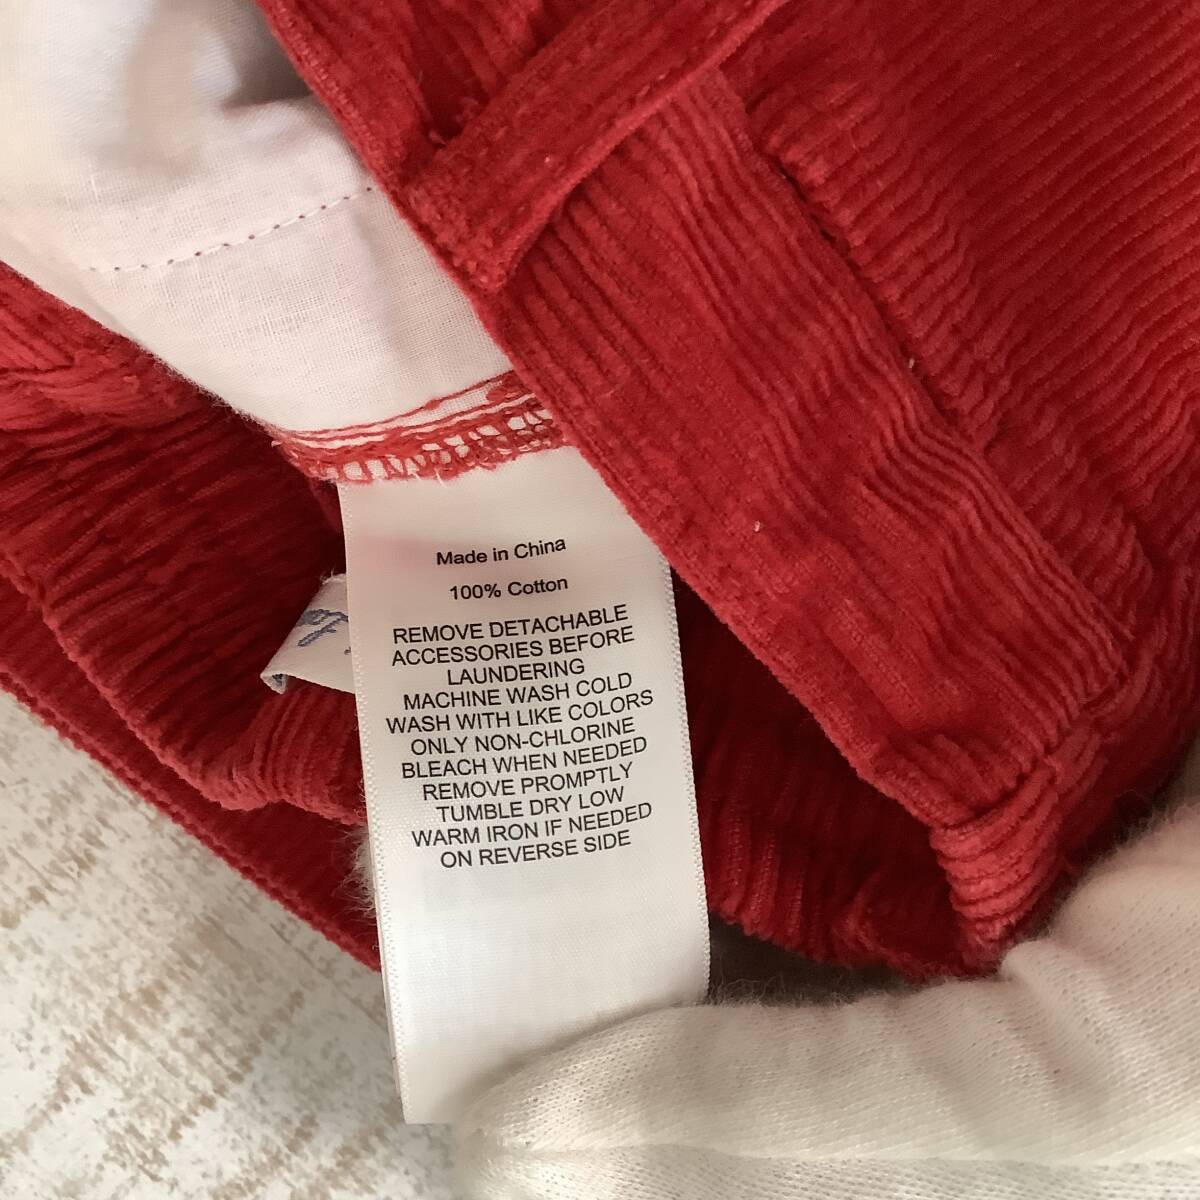 Made in China
100% Cotton
REMOVE DETACHABLE
ACCESSORIES BEFORE
LAUNDERING
MACHINE WASH COLD
WASH WITH LIKE COLORS
ONLY NON-CHLORINE
BLEACH WHEN NEEDED
REMOVE PROMPTLY
TUMBLE DRY LOW
WARM IRON IF NEEDED
ON REVERSE SIDE